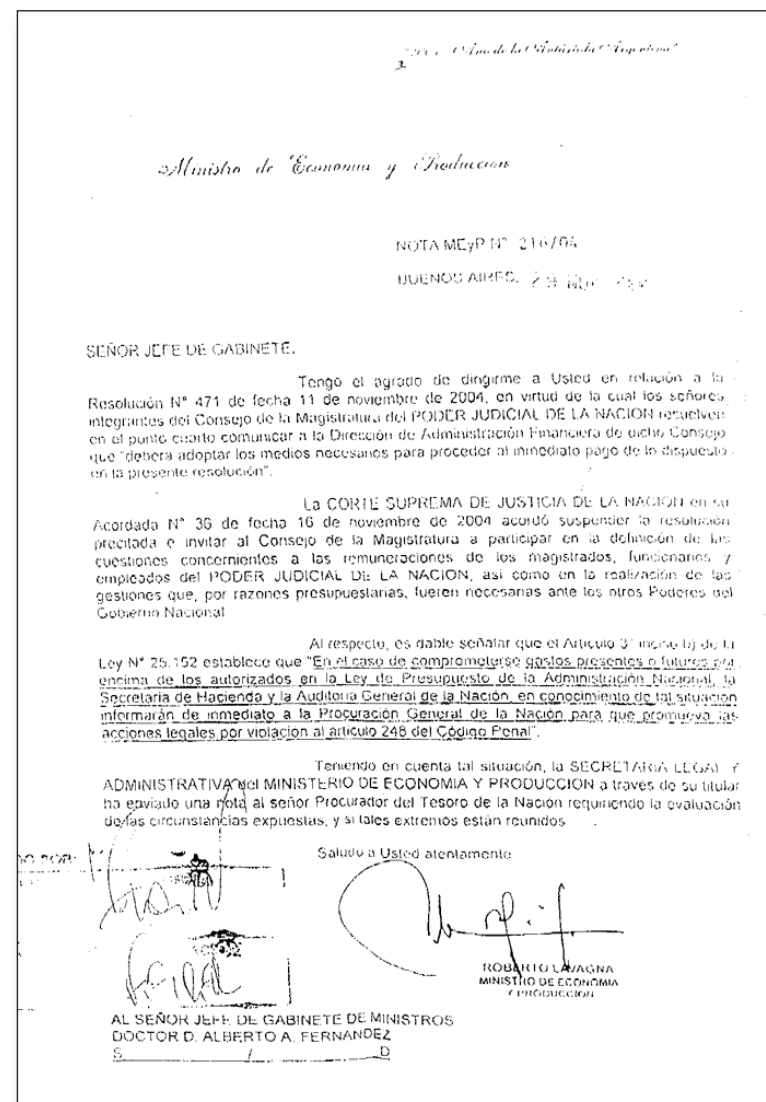 Año de la Antártida Argentina"
Ministro de Economía y Producción
NOTA MEyP N° 216/04
BUENOS AIRES, 29 NOV
SEÑOR JEFE DE GABINETE.
Tengo el agrado de dirigirme a Usted en relación a la
Resolución N° 471 de fecha 11 de noviembre de 2004, en virtud de la cual los señores
integrantes del Consejo de la Magistratura del PODER JUDICIAL DE LA NACION resuelven
en el punto cuarto comunicar a la Dirección de Administración Financiera de dicho Consejo
que "deberá adoptar los medios necesarios para proceder al inmediato pago de lo dispuesto
en la presente resolución".
La CORTE SUPREMA DE JUSTICIA DE LA NACION en su
Acordada N° 36 de fecha 16 de noviembre de 2004 acordó suspender la resolución
precitada e invitar al Consejo de la Magistratura a participar en la definición de las
cuestiones concernientes a las remuneraciones de los magistrados, funcionarios y
empleados del PODER JUDICIAL DE LA NACION, así como en la realización de las
gestiones que, por razones presupuestarias, fueren necesarias ante los otros Poderes del
Gobierno Nacional
Al respecto, es dable señalar que el Artículo 3° inciso b) de la
Ley N° 25.152 establece que "En el caso de comprometerse gastos presentes o futuros por
encima de los autorizados en la Ley de Presupuesto de la Administración Nacional, la
Secretaría de Hacienda y la Auditoría General de la Nación, en conocimiento de tal situación
informarán de inmediato a la Procuración General de la Nación para que promueva las
acciones legales por violación al artículo 248 del Código Penal".
Teniendo en cuenta tal situación, la SECRETARIA LEGAL Y
ADMINISTRATIVA del MINISTERIO DE ECONOMIA Y PRODUCCION a través de su titular
ha enviado una nota al señor Procurador del Tesoro de la Nación requiriendo la evaluación
de las circunstancias expuestas, y si tales extremos están reunidos
Saludo a Usted atentamente
ROBERTO LAVAGNA
MINISTRO DE ECONOMIA
Y PRODUCCION
AL SEÑOR JEFE DE GABINETE DE MINISTROS
DOCTOR D. ALBERTO A. FERNANDEZ
S / D